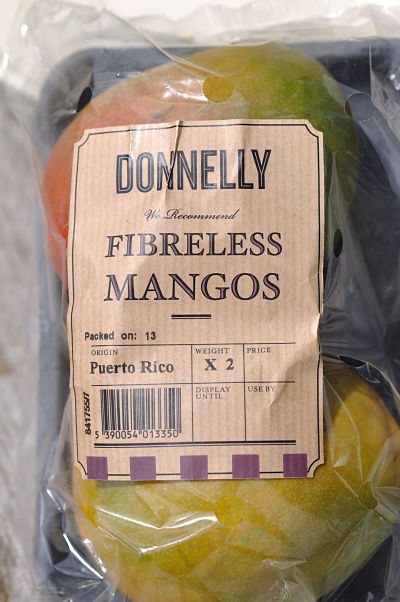 DONNELLY
We Recommend
FIBRELESS
MANGOS
Packed on: 13
ORIGIN
Puerto Rico
WEIGHT
X 2
PRICE
DISPLAY
UNTIL
USE BY
8417557
5 390054 013350